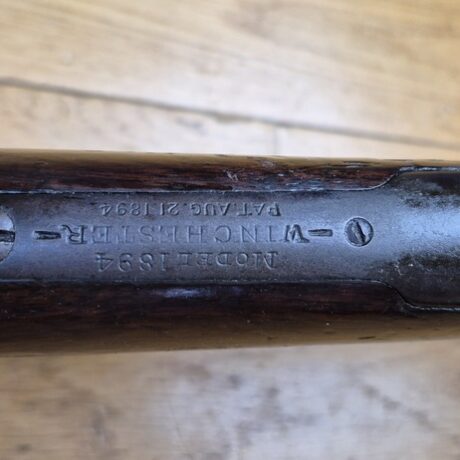 MODEL 1894
-WINCHESTER-
PAT. AUG. 21. 1894.